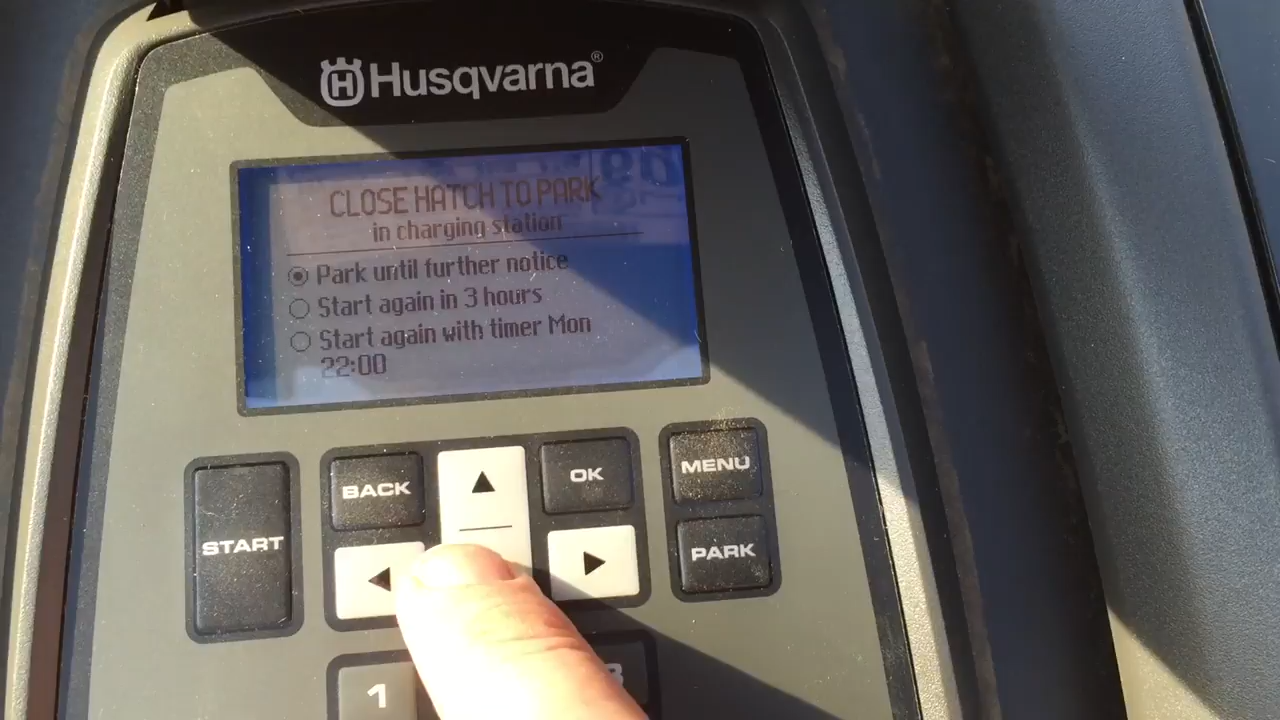 Husqvarna®
CLOSE HATCH TO PARK
in charging station
Park until further notice
Start again in 3 hours
Start again with timer Mon
22:00
BACK
OK
MENU
START
PARK
1